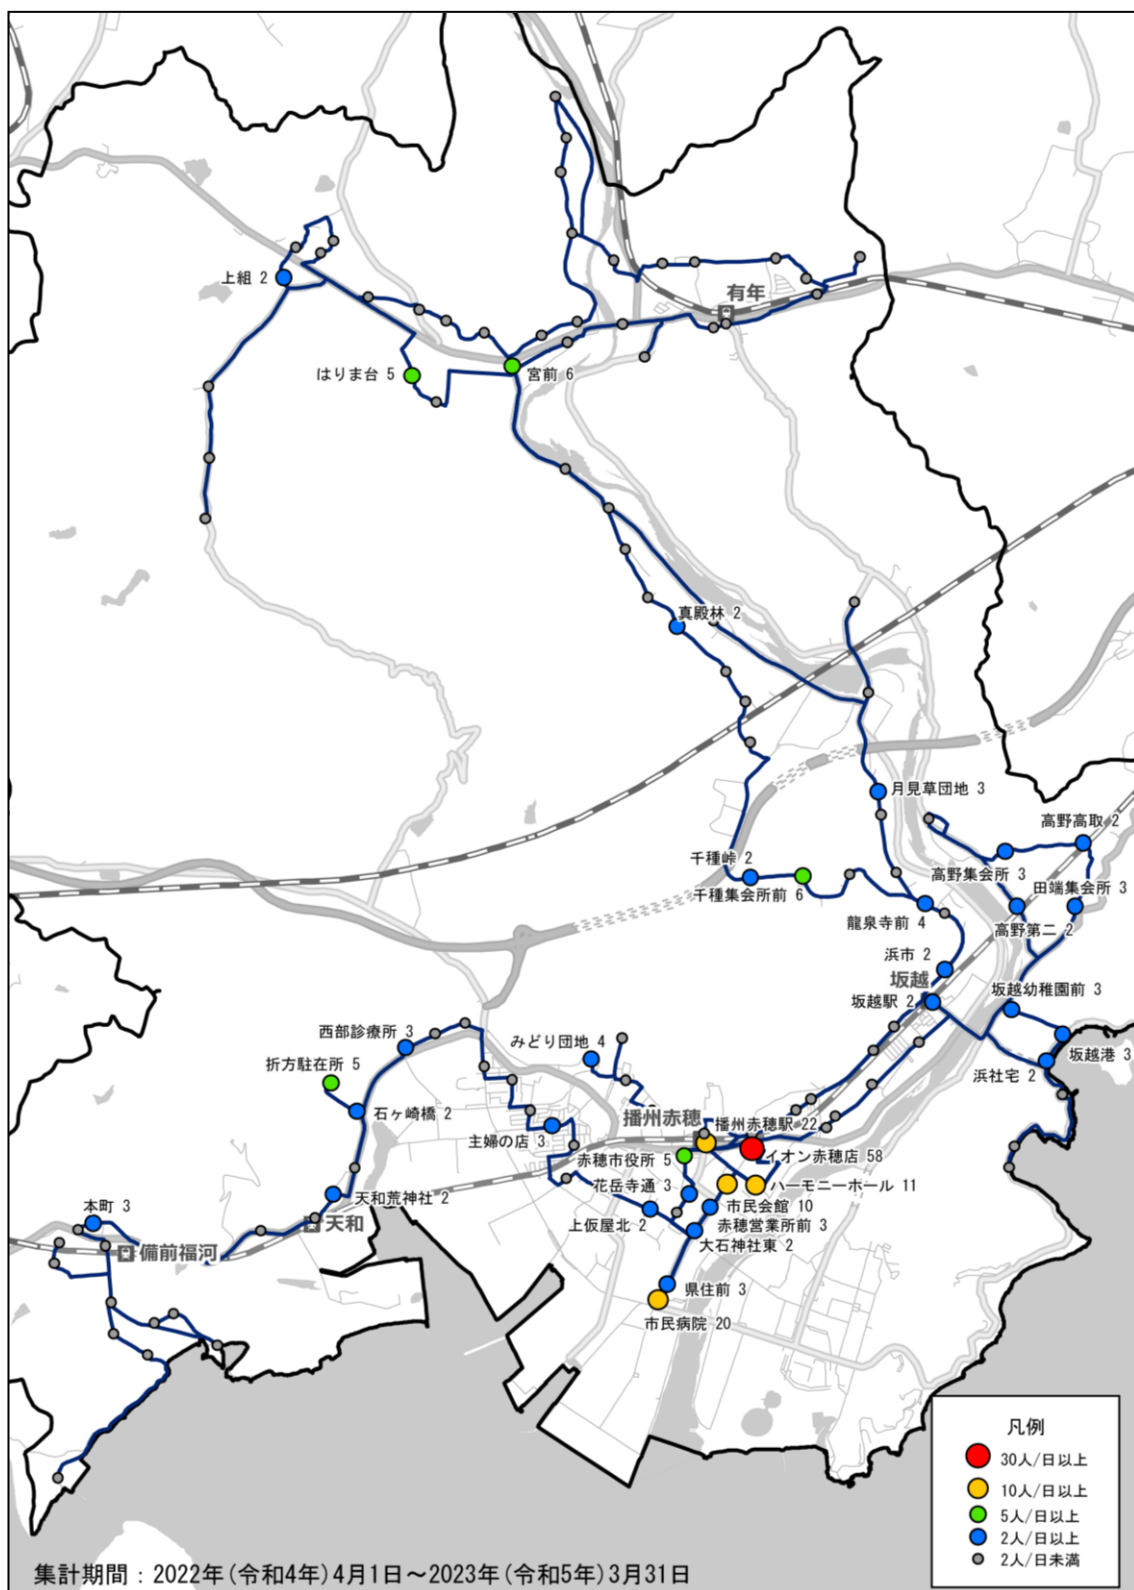 上組 2
有年
はりま台 5
宮前 6
真殿林 2
月見草団地 3
高野高取 2
千種峠 2
高野集会所 3
千種集会所前 6
田端集会所 3
龍泉寺前 4
高野第二 2
浜市 2
坂越
坂越駅 2
坂越幼稚園前 3
西部診療所 3
みどり団地 4
坂越港 3
折方駐在所 5
浜社宅 2
石ヶ崎橋 2
播州赤穂
播州赤穂駅 22
主婦の店 3
赤穂市役所 5
イオン赤穂店 58
花岳寺通 3
ハーモニーホール 11
天和荒神社 2
本町 3
市民会館 10
上仮屋北 2
赤穂営業所前 3
天和
大石神社東 2
備前福河
県住前 3
市民病院 20
凡例
30人/日以上
10人/日以上
5人/日以上
2人/日以上
2人/日未満
集計期間：2022年(令和4年)4月1日～2023年(令和5年)3月31日